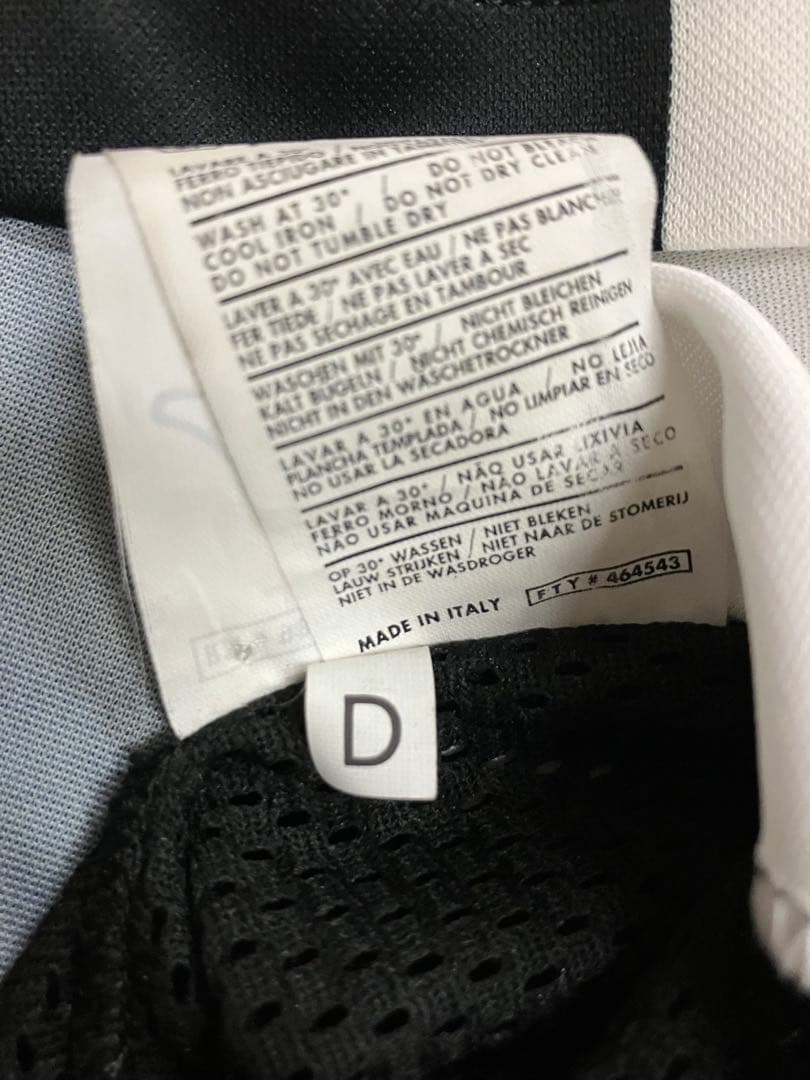 LAVARE A
FERRO TIEPIDO /
NON ASCIUGARE IN
WASH AT 30° / DO NOT
COOL IRON / DO NOT DRY CLEAN
DO NOT TUMBLE DRY
LAVER A 30° AVEC EAU / NE PAS BLANCHIR
FER TIEDE / NE PAS LAVER A SEC
NE PAS SECHAGE EN TAMBOUR
WASCHEN MIT 30° / NICHT BLEICHEN
KALT BUGELN / NICHT CHEMISCH REINIGEN
NICHT IN DEN WASCHETROCKNER
LAVAR A 30° EN AGUA / NO LEJIA
PLANCHA TEMPLADA / NO LIMPIAR EN SECO
NO USAR LA SECADORA
LAVAR A 30° / NÃO USAR LIXIVIA
FERRO MORNO / NÃO LAVAR A SECO
NÃO USAR MAQUINA DE SECAR
OP 30° WASSEN / NIET BLEKEN
LAUW STRIJKEN / NIET NAAR DE STOMERIJ
NIET IN DE WASDROGER
MADE IN ITALY FTY # 464543
D